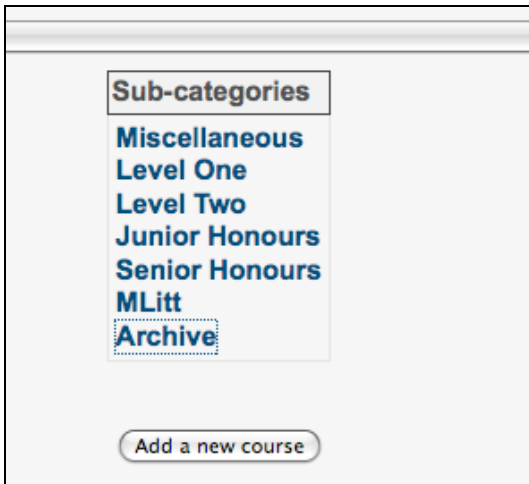 Sub-categories
Miscellaneous
Level One
Level Two
Junior Honours
Senior Honours
MLitt
Archive
Add a new course